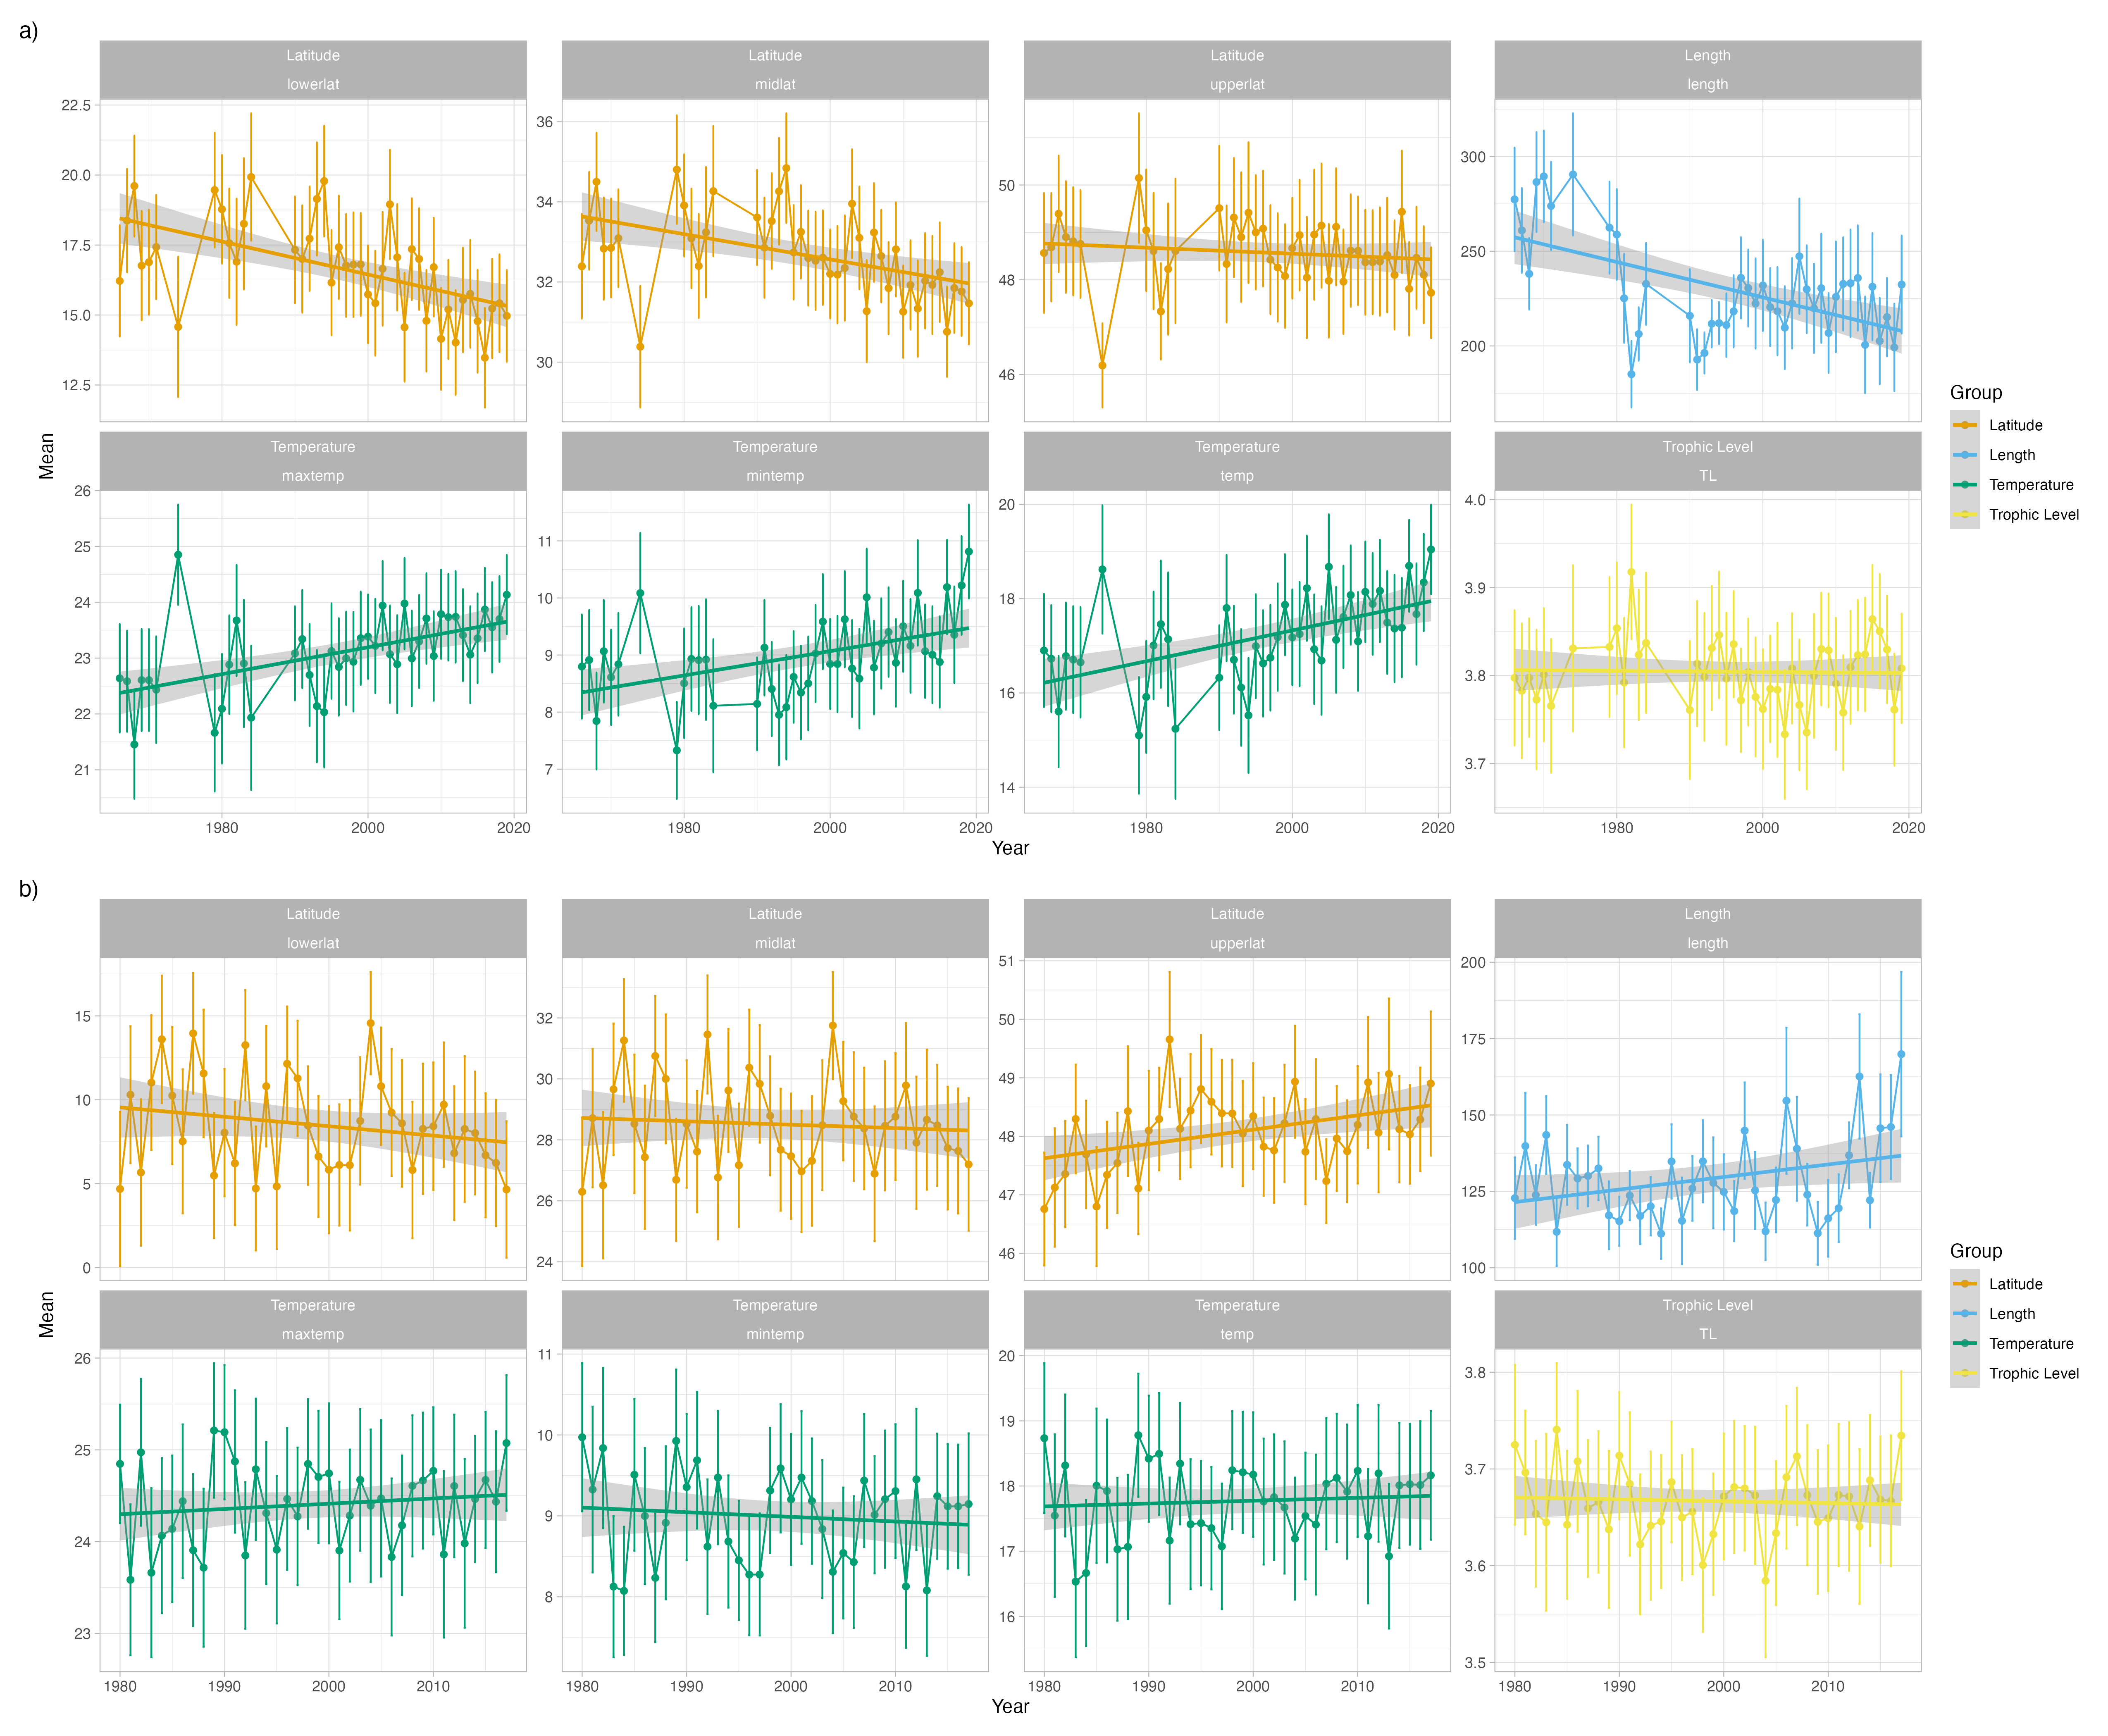 a)
Latitude
lowerlat
Latitude
midlat
Latitude
upperlat
Length
length
22.5
20.0
17.5
15.0
12.5
36
34
32
30
50
48
46
300
250
200
Temperature
maxtemp
Temperature
mintemp
Temperature
temp
Trophic Level
TL
26
25
24
23
22
21
11
10
9
8
7
20
18
16
14
4.0
3.9
3.8
3.7
1980 2000 2020
1980 2000 2020
1980 2000 2020
1980 2000 2020
Mean
Year
Group
Latitude
Length
Temperature
Trophic Level
b)
Latitude
lowerlat
Latitude
midlat
Latitude
upperlat
Length
length
15
10
5
0
32
30
28
26
24
51
50
49
48
47
46
200
175
150
125
100
Temperature
maxtemp
Temperature
mintemp
Temperature
temp
Trophic Level
TL
26
25
24
23
11
10
9
8
20
19
18
17
16
3.8
3.7
3.6
3.5
1980 1990 2000 2010
1980 1990 2000 2010
1980 1990 2000 2010
1980 1990 2000 2010
Mean
Year
Group
Latitude
Length
Temperature
Trophic Level